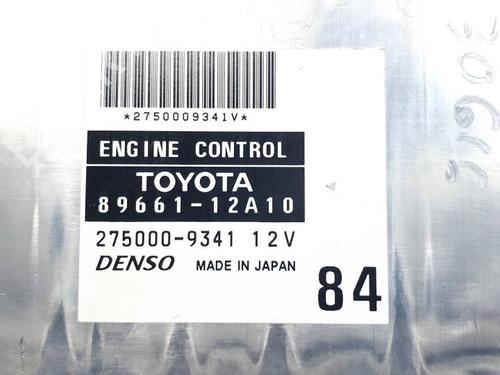 *2750009341V*
ENGINE CONTROL
TOYOTA
89661-12A10
275000-9341 12V
DENSO MADE IN JAPAN
84